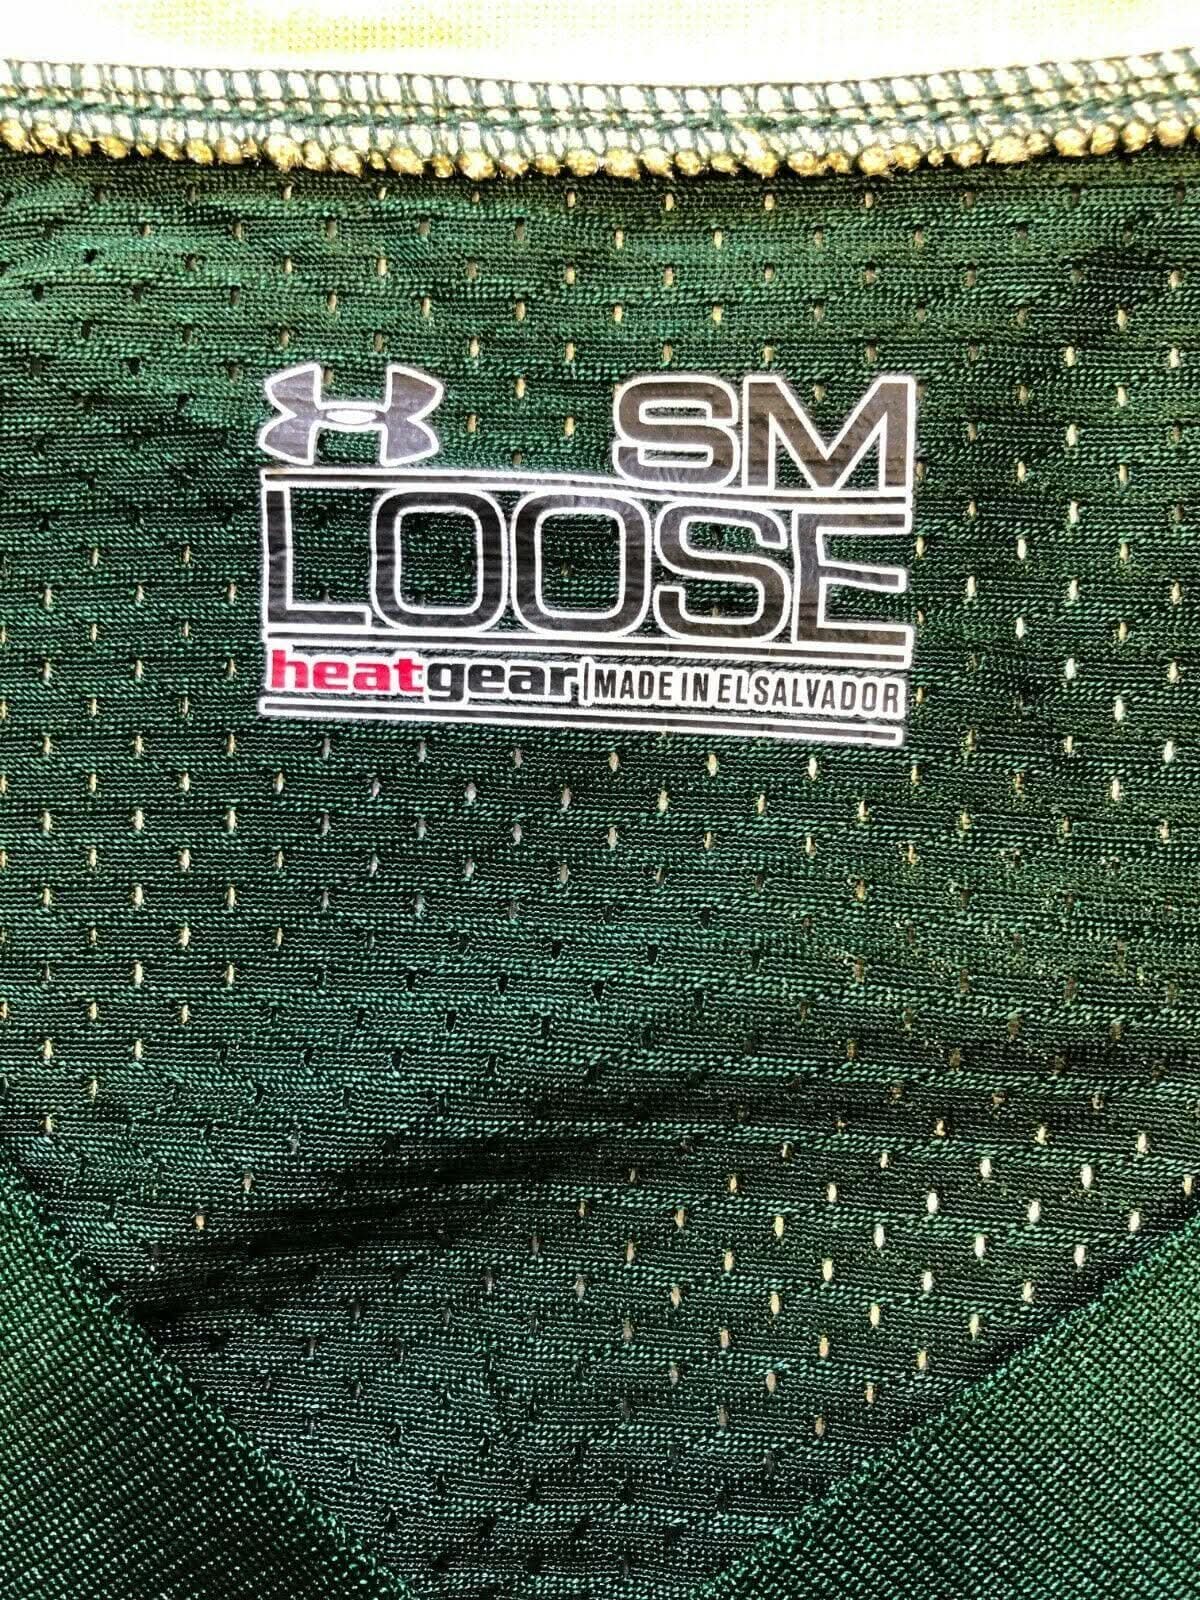 SM
LOOSE
heatgear | MADE IN EL SALVADOR